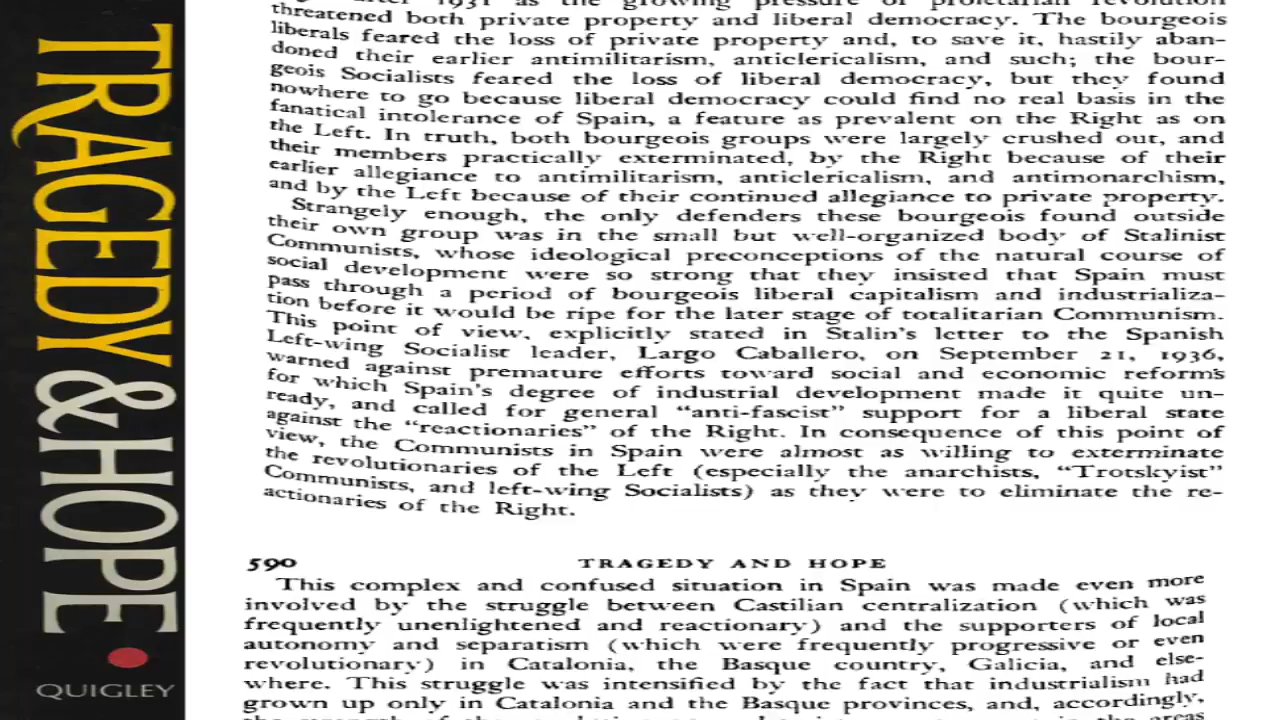 TRAGEDY & HOPE
QUIGLEY
threatened both private property and liberal democracy. The bourgeois
liberals feared the loss of private property and, to save it, hastily aban-
doned their earlier antimilitarism, anticlericalism, and such; the bour-
geois Socialists feared the loss of liberal democracy, but they found
nowhere to go because liberal democracy could find no real basis in the
fanatical intolerance of Spain, a feature as prevalent on the Right as on
the Left. In truth, both bourgeois groups were largely crushed out, and
their members practically exterminated, by the Right because of their
earlier allegiance to antimilitarism, anticlericalism, and antimonarchism,
and by the Left because of their continued allegiance to private property.
Strangely enough, the only defenders these bourgeois found outside
their own group was in the small but well-organized body of Stalinist
Communists, whose ideological preconceptions of the natural course of
social development were so strong that they insisted that Spain must
pass through a period of bourgeois liberal capitalism and industrializa-
tion before it would be ripe for the later stage of totalitarian Communism.
This point of view, explicitly stated in Stalin's letter to the Spanish
Left-wing Socialist leader, Largo Caballero, on September 21, 1936,
warned against premature efforts toward social and economic reforms
for which Spain's degree of industrial development made it quite un-
ready, and called for general "anti-fascist" support for a liberal state
against the "reactionaries" of the Right. In consequence of this point of
view, the Communists in Spain were almost as willing to exterminate
the revolutionaries of the Left (especially the anarchists, "Trotskyist"
Communists, and left-wing Socialists) as they were to eliminate the re-
actionaries of the Right.
590 TRAGEDY AND HOPE
This complex and confused situation in Spain was made even more
involved by the struggle between Castilian centralization (which was
frequently unenlightened and reactionary) and the supporters of local
autonomy and separatism (which were frequently progressive or even
revolutionary) in Catalonia, the Basque country, Galicia, and else-
where. This struggle was intensified by the fact that industrialism had
grown up only in Catalonia and the Basque provinces, and, accordingly,